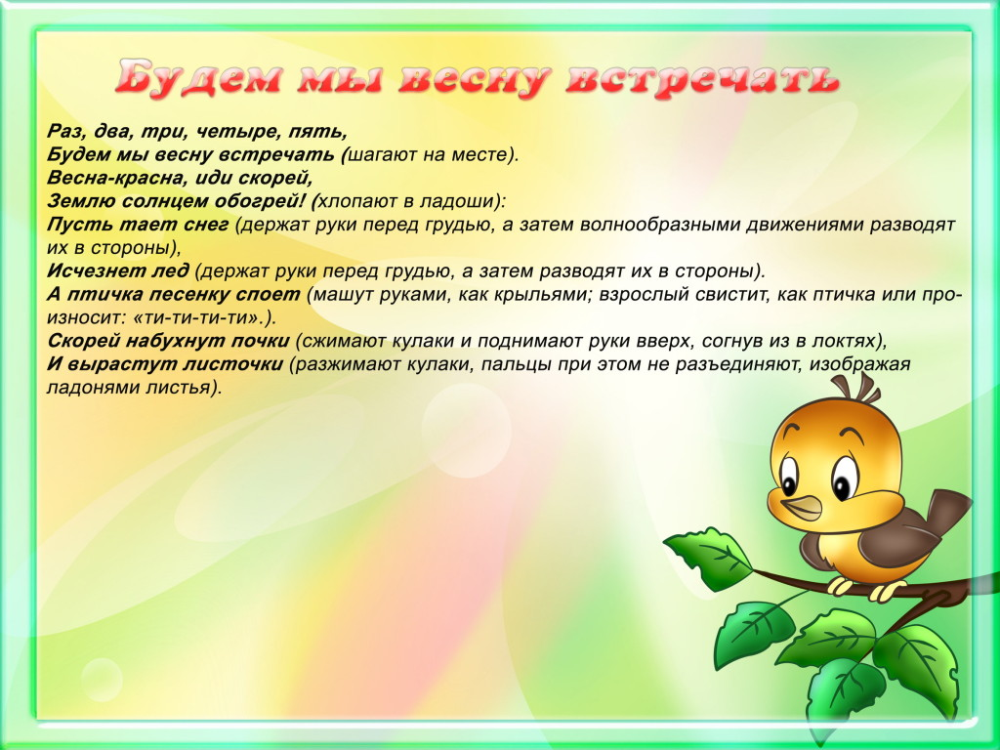 Будем мы весну встречать
Раз, два, три, четыре, пять,
Будем мы весну встречать (шагают на месте).
Весна-красна, иди скорей,
Землю солнцем обогрей! (хлопают в ладоши):
Пусть тает снег (держат руки перед грудью, а затем волнообразными движениями разводят
их в стороны),
Исчезнет лед (держат руки перед грудью, а затем разводят их в стороны).
А птичка песенку споет (машут руками, как крыльями; взрослый свистит, как птичка или про-
износит: «ти-ти-ти-ти».).
Скорей набухнут почки (сжимают кулаки и поднимают руки вверх, согнув из в локтях),
И вырастут листочки (разжимают кулаки, пальцы при этом не разъединяют, изображая
ладонями листья).